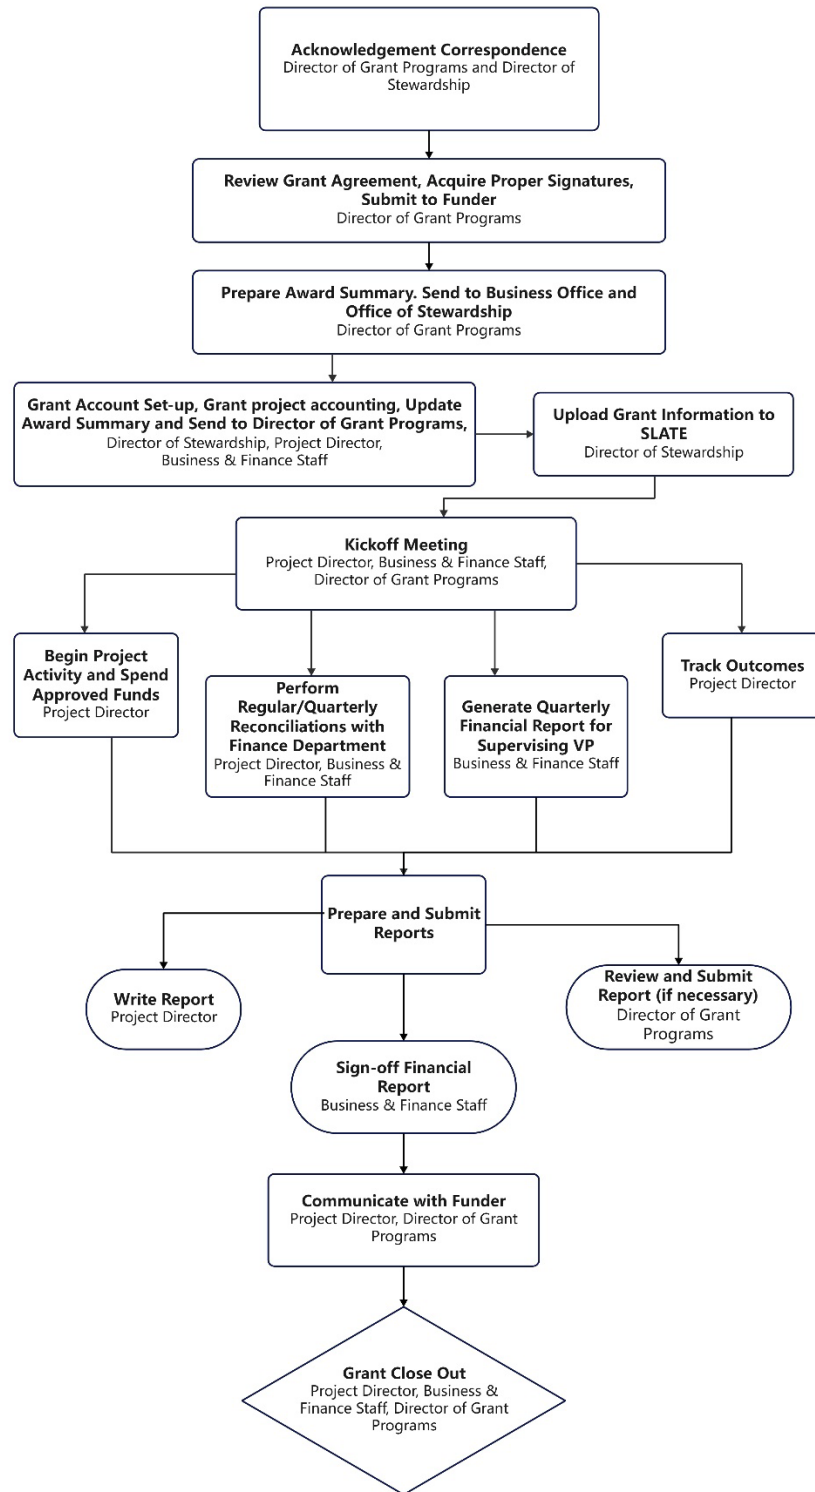 Acknowledgement Correspondence
Director of Grant Programs and Director of
Stewardship
Review Grant Agreement, Acquire Proper Signatures,
Submit to Funder
Director of Grant Programs
Prepare Award Summary. Send to Business Office and
Office of Stewardship
Director of Grant Programs
Grant Account Set-up, Grant project accounting, Update
Award Summary and Send to Director of Grant Programs,
Director of Stewardship, Project Director,
Business & Finance Staff
Upload Grant Information to
SLATE
Director of Stewardship
Kickoff Meeting
Project Director, Business & Finance Staff,
Director of Grant Programs
Begin Project
Activity and Spend
Approved Funds
Project Director
Perform
Regular/Quarterly
Reconciliations with
Finance Department
Project Director, Business &
Finance Staff
Generate Quarterly
Financial Report for
Supervising VP
Business & Finance Staff
Track Outcomes
Project Director
Prepare and Submit
Reports
Write Report
Project Director
Review and Submit
Report (if necessary)
Director of Grant
Programs
Sign-off Financial
Report
Business & Finance Staff
Communicate with Funder
Project Director, Director of Grant
Programs
Grant Close Out
Project Director, Business &
Finance Staff, Director of Grant
Programs